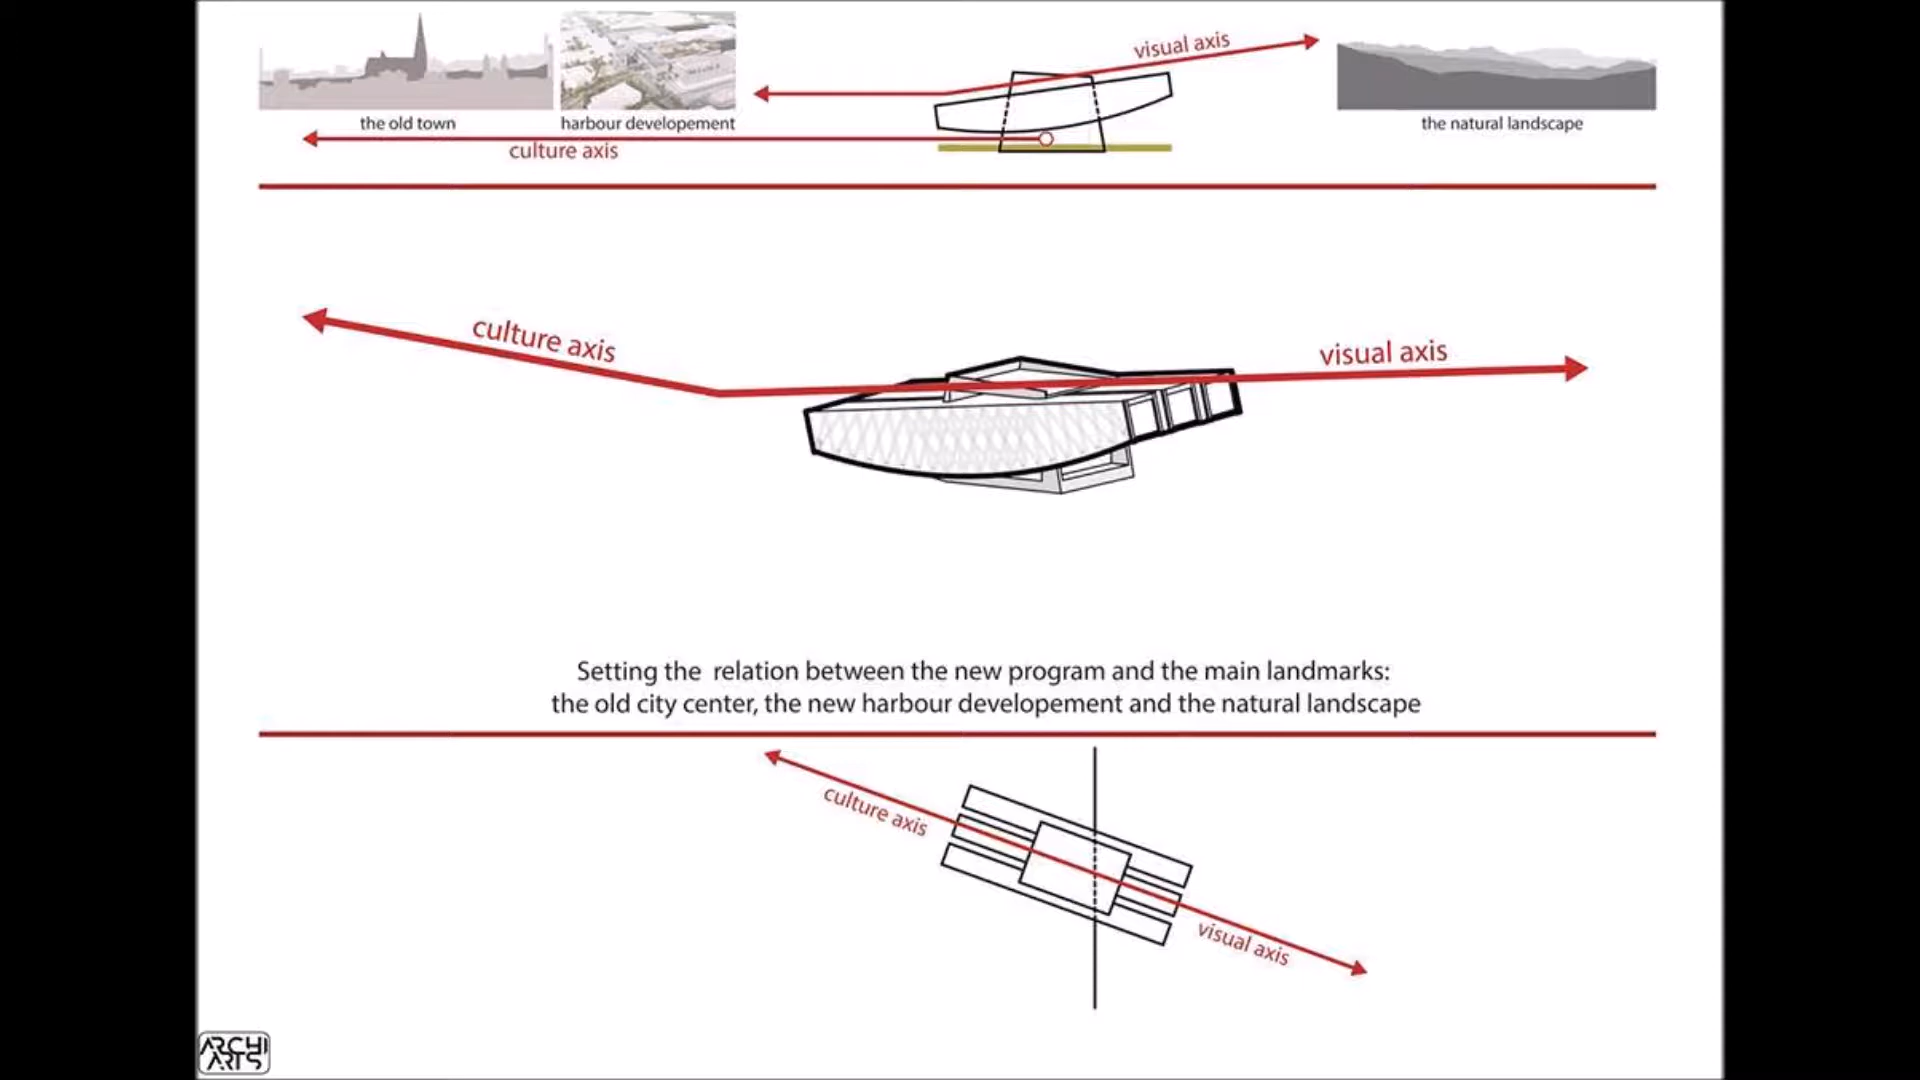 visual axis
the old town
harbour developement
the natural landscape
culture axis
culture axis
visual axis
Setting the relation between the new program and the main landmarks:
the old city center, the new harbour developement and the natural landscape
culture axis
visual axis
ARCHI
ARTS